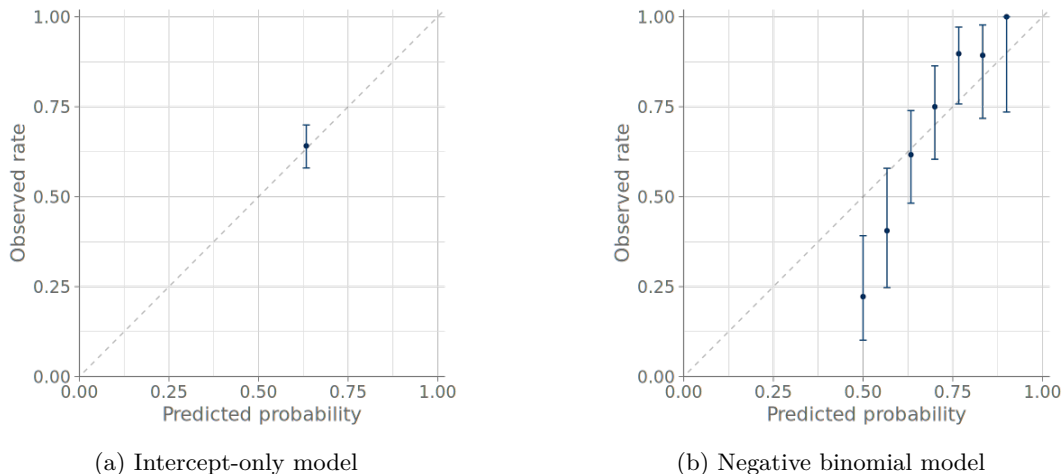 1.00
0.75
0.50
0.25
0.00
Observed rate
0.00 0.25 0.50 0.75 1.00
Predicted probability
(a) Intercept-only model
1.00
0.75
0.50
0.25
0.00
Observed rate
0.00 0.25 0.50 0.75 1.00
Predicted probability
(b) Negative binomial model